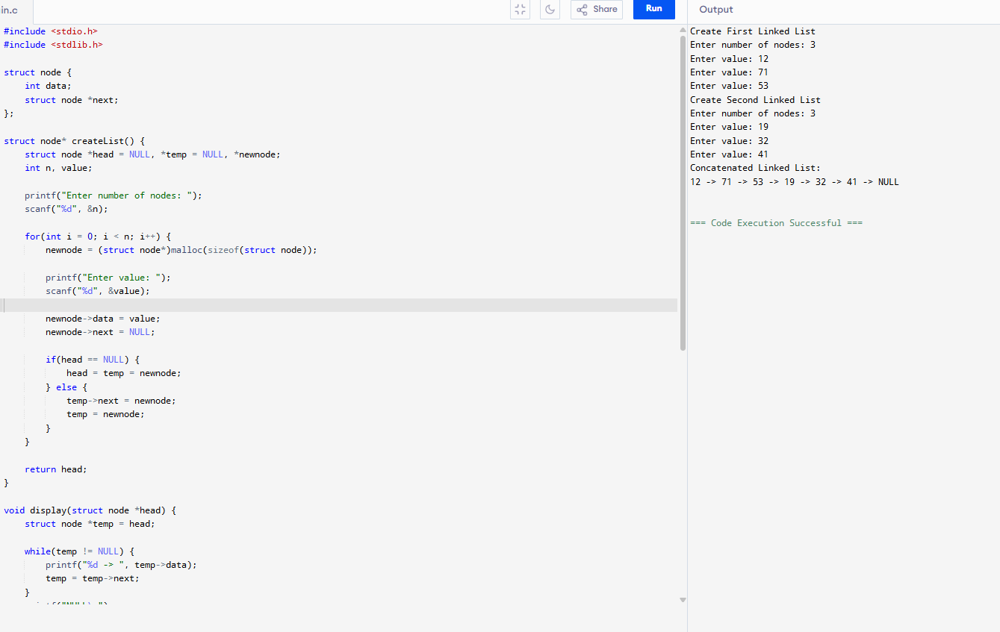 in.c
Share
Run
Output
#include <stdio.h>
#include <stdlib.h>
struct node {
    int data;
    struct node *next;
};
struct node* createList() {
    struct node *head = NULL, *temp = NULL, *newnode;
    int n, value;
    printf("Enter number of nodes: ");
    scanf("%d", &n);
    for(int i = 0; i < n; i++) {
        newnode = (struct node*)malloc(sizeof(struct node));
        printf("Enter value: ");
        scanf("%d", &value);
        newnode->data = value;
        newnode->next = NULL;
        if(head == NULL) {
            head = temp = newnode;
        } else {
            temp->next = newnode;
            temp = newnode;
        }
    }
    return head;
}
void display(struct node *head) {
    struct node *temp = head;
    while(temp != NULL) {
        printf("%d -> ", temp->data);
        temp = temp->next;
    }
Create First Linked List
Enter number of nodes: 3
Enter value: 12
Enter value: 71
Enter value: 53
Create Second Linked List
Enter number of nodes: 3
Enter value: 19
Enter value: 32
Enter value: 41
Concatenated Linked List:
12 -> 71 -> 53 -> 19 -> 32 -> 41 -> NULL
=== Code Execution Successful ===